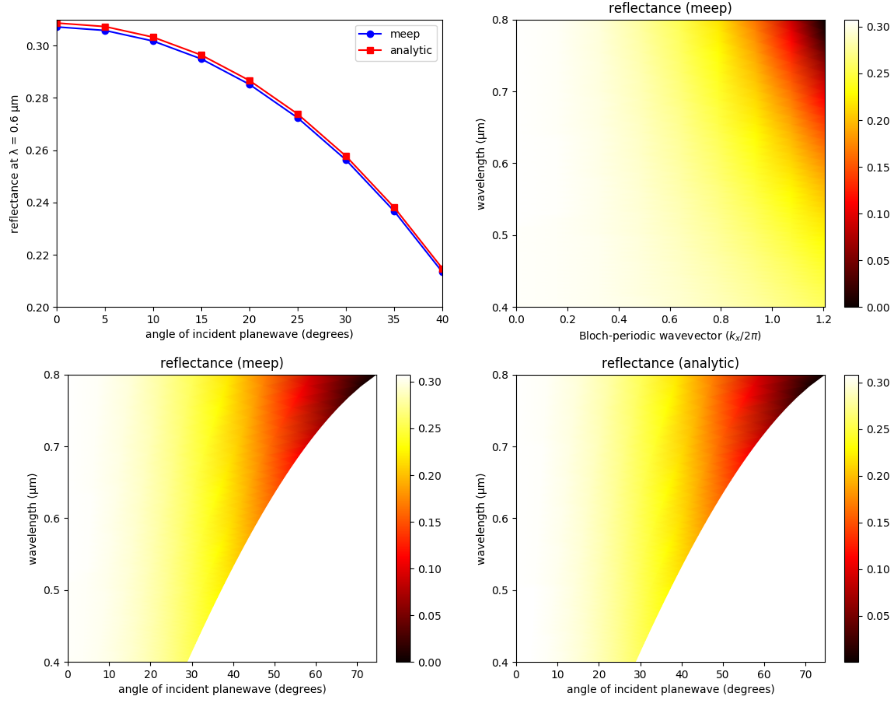 reflectance at λ = 0.6 μm
0.30
0.28
0.26
0.24
0.22
0.20
0 5 10 15 20 25 30 35 40
angle of incident planewave (degrees)
meep
analytic
reflectance (meep)
wavelength (μm)
0.8
0.7
0.6
0.5
0.4
0.0 0.2 0.4 0.6 0.8 1.0 1.2
Bloch-periodic wavevector (kₓ/2π)
0.30
0.25
0.20
0.15
0.10
0.05
0.00
reflectance (meep)
wavelength (μm)
0.8
0.7
0.6
0.5
0.4
0 10 20 30 40 50 60 70
angle of incident planewave (degrees)
0.30
0.25
0.20
0.15
0.10
0.05
0.00
reflectance (analytic)
wavelength (μm)
0.8
0.7
0.6
0.5
0.4
0 10 20 30 40 50 60 70
angle of incident planewave (degrees)
0.30
0.25
0.20
0.15
0.10
0.05